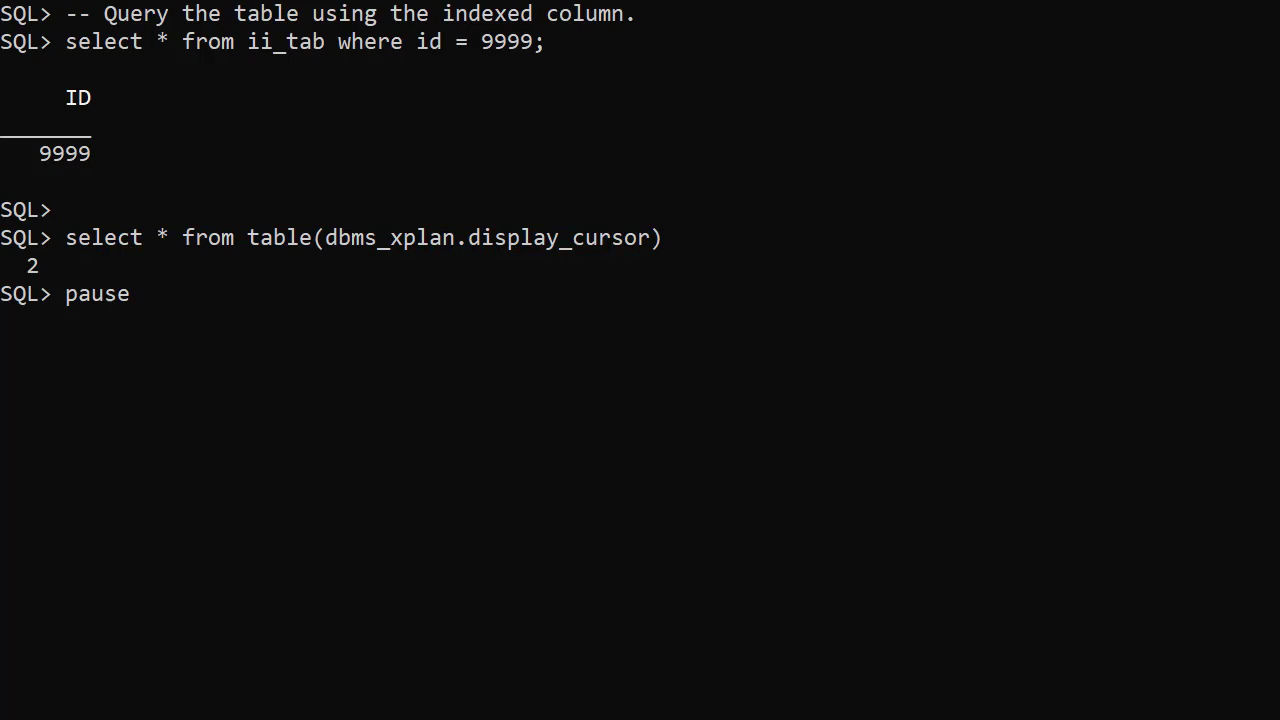 SQL> -- Query the table using the indexed column.
SQL> select * from ii_tab where id = 9999;
ID
_______
9999
SQL>
SQL> select * from table(dbms_xplan.display_cursor)
2
SQL> pause